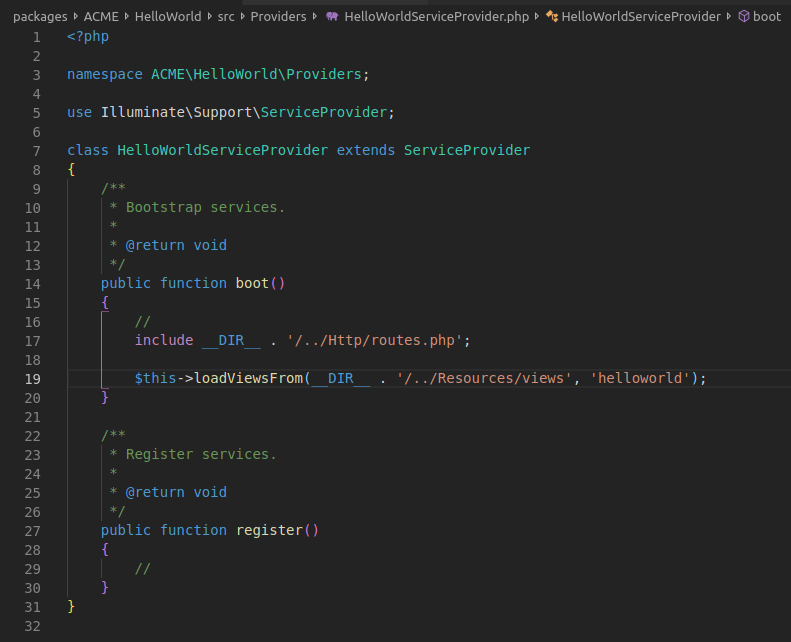 packages ▸ ACME ▸ HelloWorld ▸ src ▸ Providers ▸ HelloWorldServiceProvider.php ▸ HelloWorldServiceProvider ▸ boot
1 <?php
2
3 namespace ACME\HelloWorld\Providers;
4
5 use Illuminate\Support\ServiceProvider;
6
7 class HelloWorldServiceProvider extends ServiceProvider
8 {
9     /**
10      * Bootstrap services.
11      *
12      * @return void
13      */
14     public function boot()
15     {
16         //
17         include __DIR__ . '/../Http/routes.php';
18
19         $this->loadViewsFrom(__DIR__ . '/../Resources/views', 'helloworld');
20     }
21
22     /**
23      * Register services.
24      *
25      * @return void
26      */
27     public function register()
28     {
29         //
30     }
31 }
32